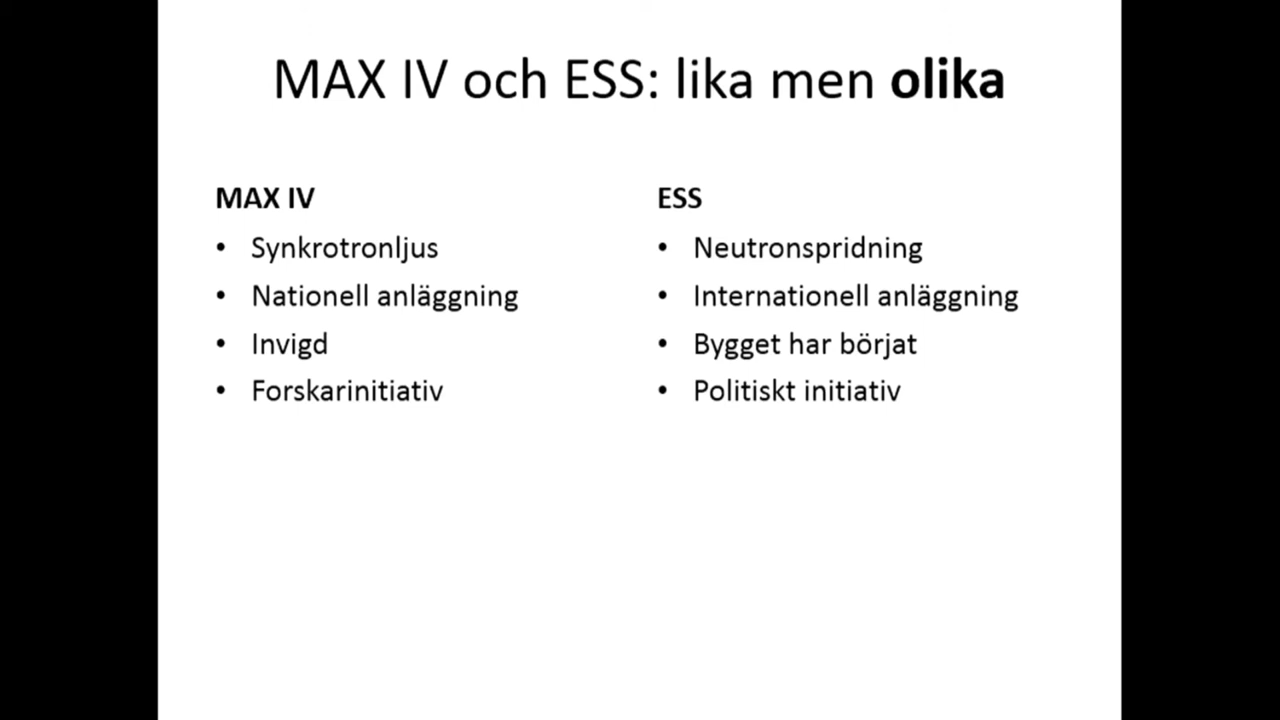 MAX IV och ESS: lika men olika
MAX IV
• Synkrotronljus
• Nationell anläggning
• Invigd
• Forskarinitiativ
ESS
• Neutronspridning
• Internationell anläggning
• Bygget har börjat
• Politiskt initiativ